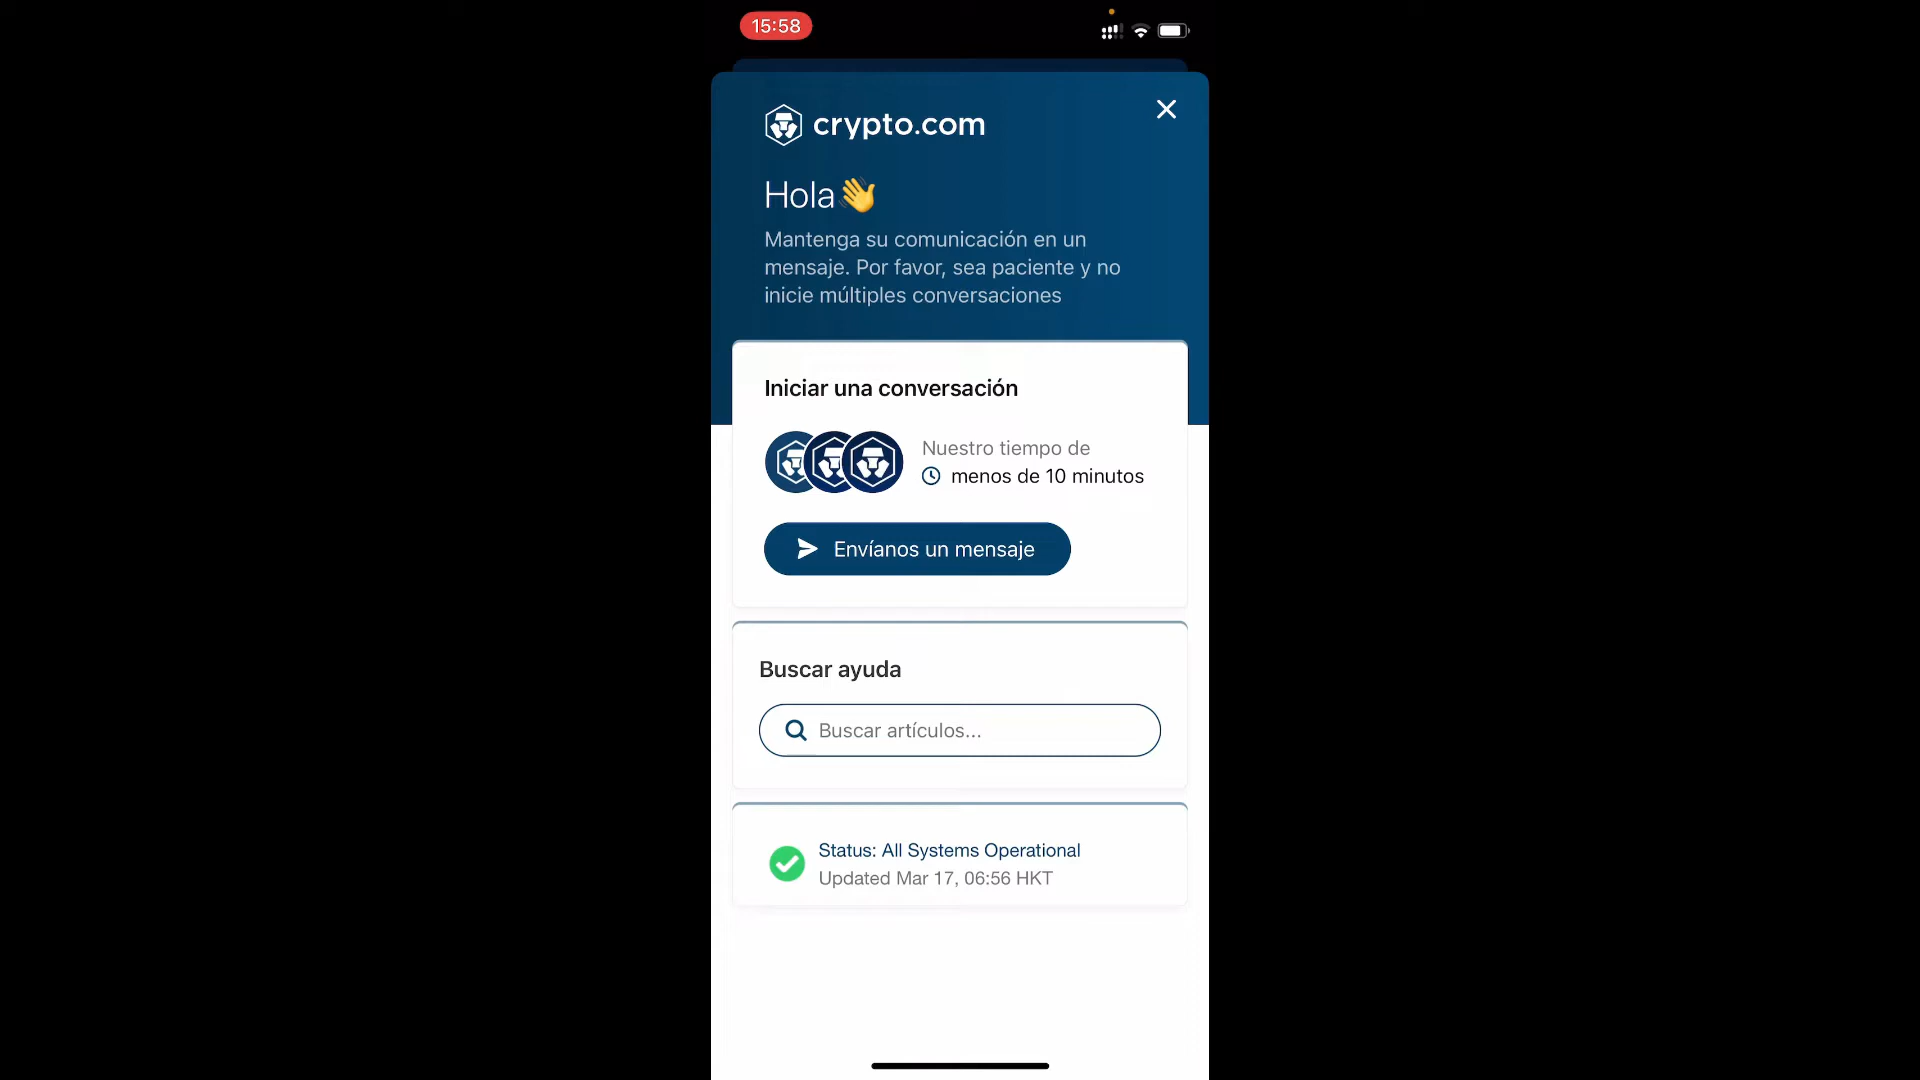 15:58
crypto.com
Hola👋
Mantenga su comunicación en un
mensaje. Por favor, sea paciente y no
inicie múltiples conversaciones
Iniciar una conversación
Nuestro tiempo de
menos de 10 minutos
Envíanos un mensaje
Buscar ayuda
Buscar artículos...
Status: All Systems Operational
Updated Mar 17, 06:56 HKT